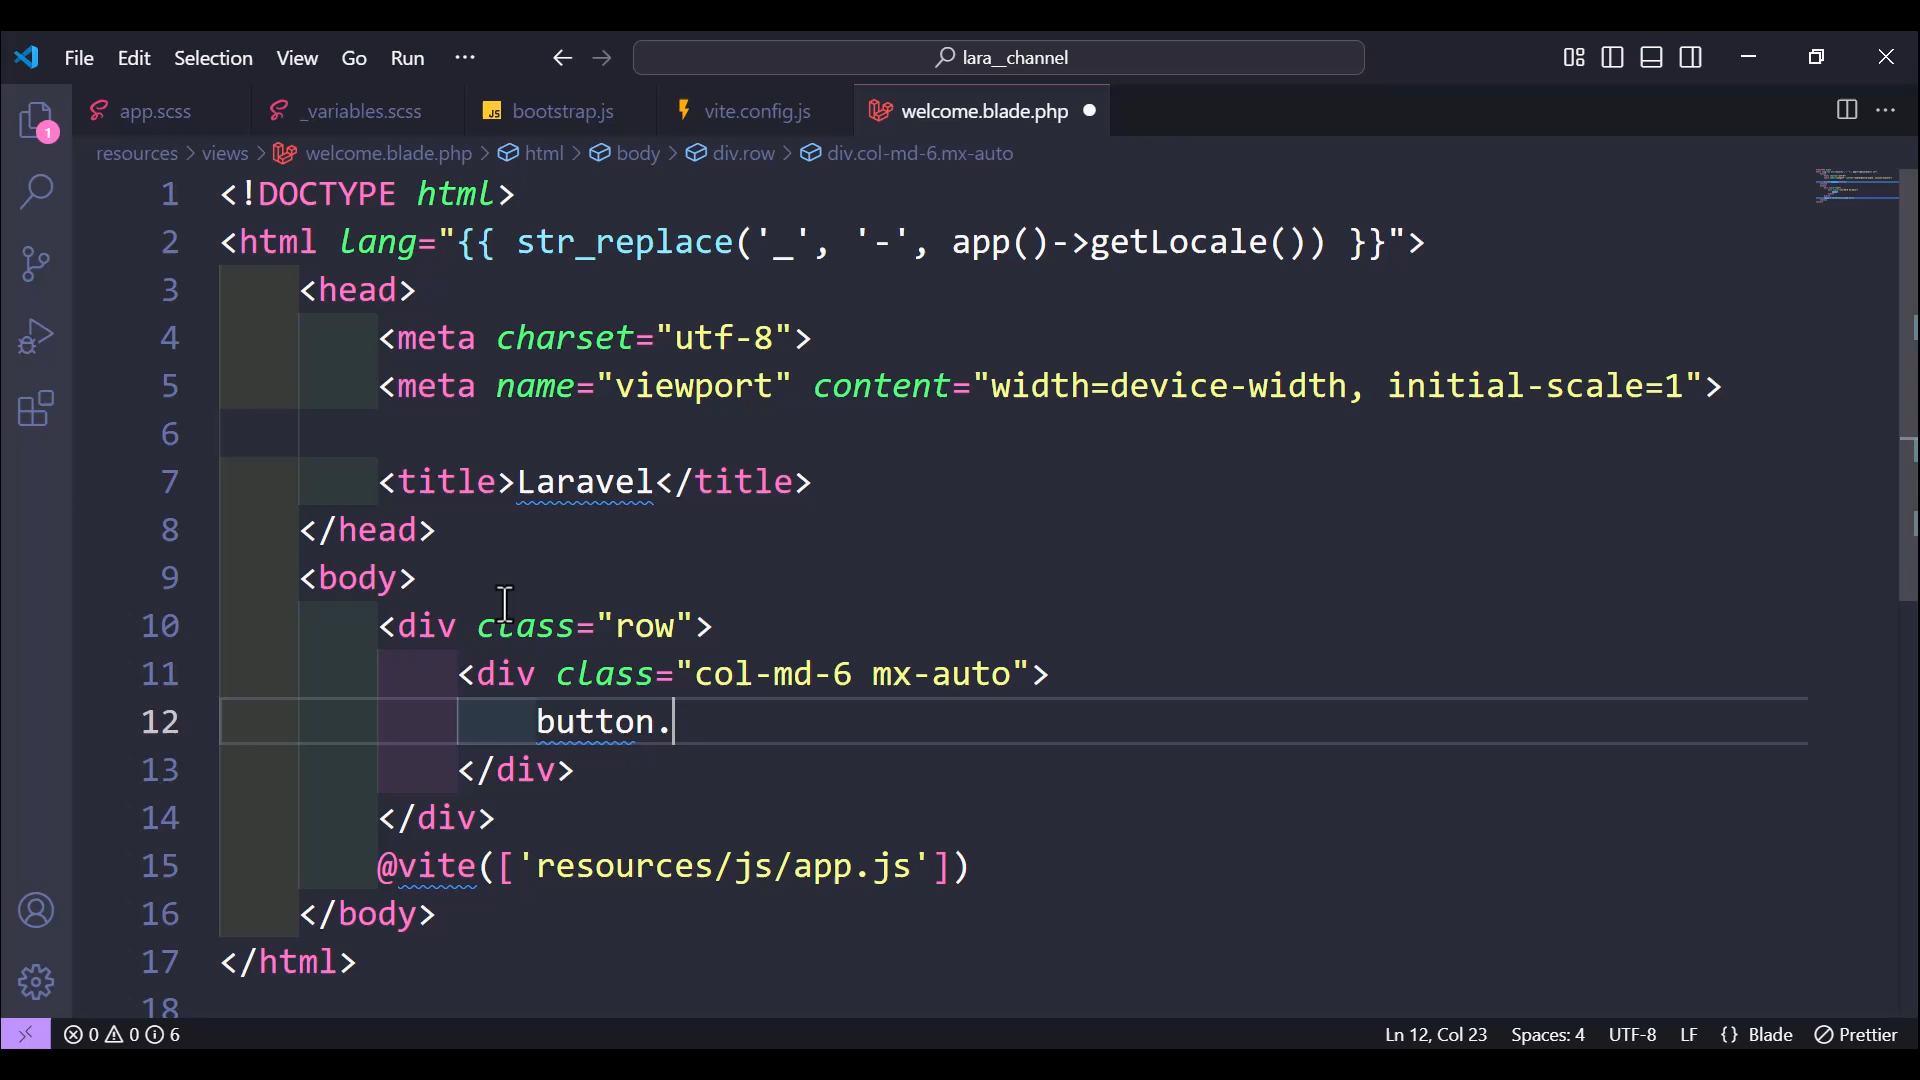 File Edit Selection View Go Run ··· lara__channel
app.scss _variables.scss JS bootstrap.js vite.config.js welcome.blade.php
1
resources > views > welcome.blade.php > html > body > div.row > div.col-md-6.mx-auto
1 <!DOCTYPE html>
2 <html lang="{{ str_replace('_', '-', app()->getLocale()) }}">
3 <head>
4 <meta charset="utf-8">
5 <meta name="viewport" content="width=device-width, initial-scale=1">
6
7 <title>Laravel</title>
8 </head>
9 <body>
10 <div class="row">
11 <div class="col-md-6 mx-auto">
12 button.
13 </div>
14 </div>
15 @vite(['resources/js/app.js'])
16 </body>
17 </html>
18
0 0 6 Ln 12, Col 23 Spaces: 4 UTF-8 LF {} Blade Prettier